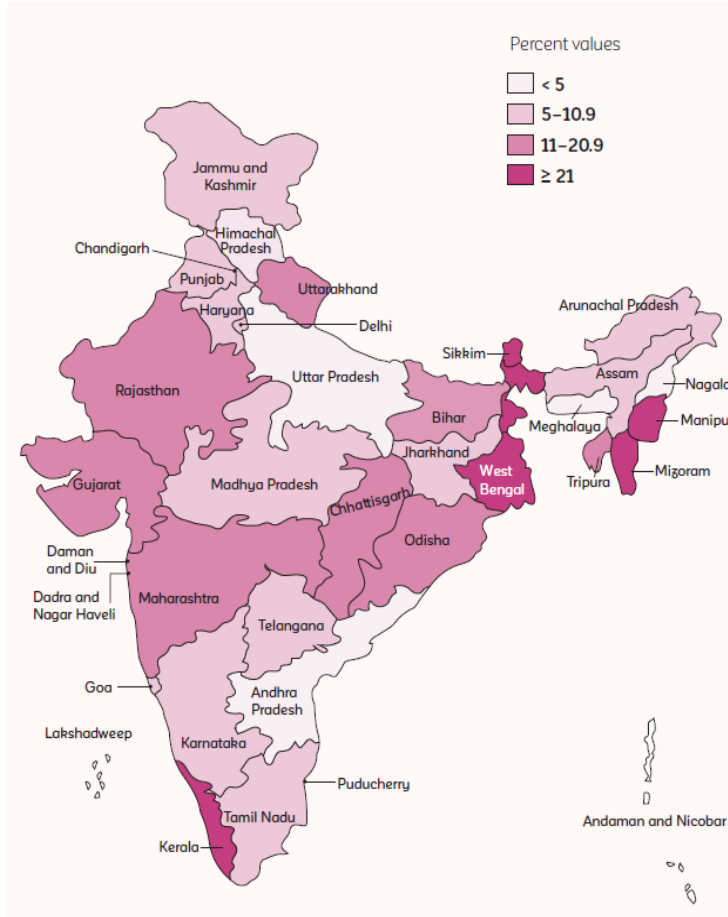 Percent values
< 5
5–10.9
11–20.9
≥ 21
Jammu and
Kashmir
Himachal
Pradesh
Chandigarh
Punjab
Uttarakhand
Haryana
Delhi
Arunachal Pradesh
Sikkim
Assam
Uttar Pradesh
Nagala
Rajasthan
Bihar
Meghalaya
Manipu
Jharkhand
West
Bengal
Tripura
Mizoram
Gujarat
Madhya Pradesh
Chhattisgarh
Odisha
Daman
and Diu
Dadra and
Nagar Haveli
Maharashtra
Telangana
Goa
Andhra
Pradesh
Lakshadweep
Karnataka
Puducherry
Tamil Nadu
Andaman and Nicobar
Kerala